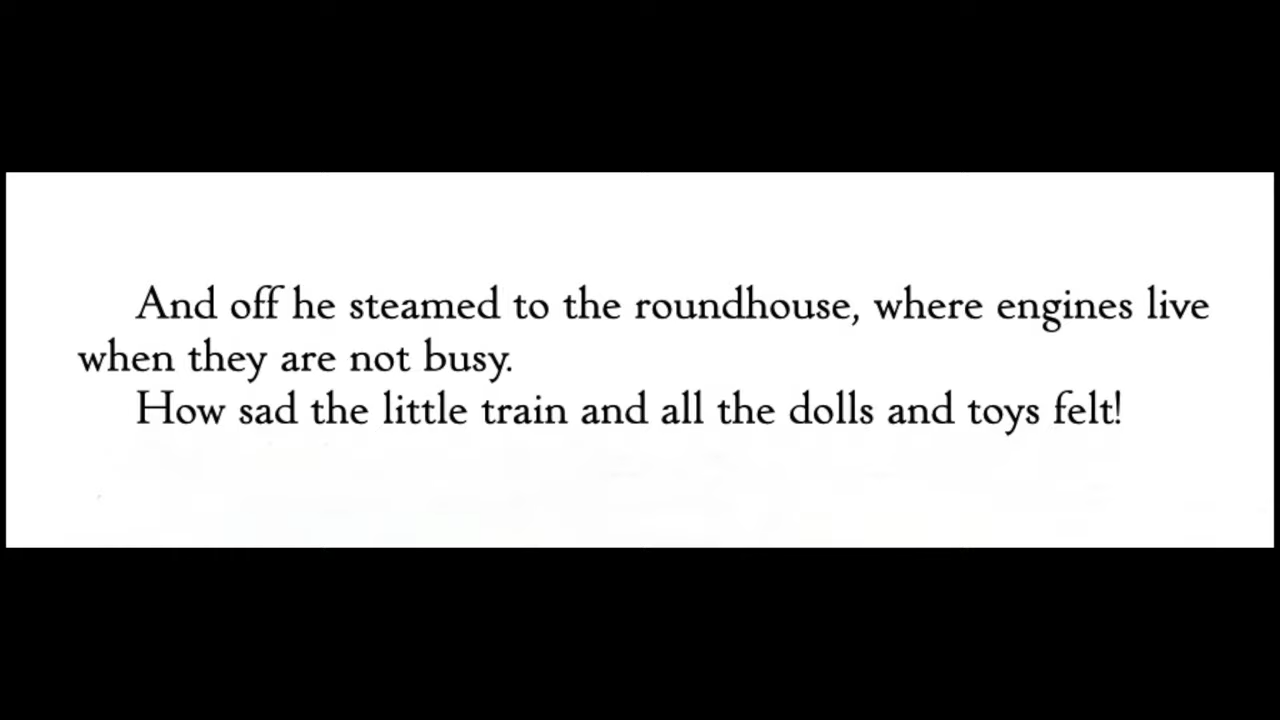 And off he steamed to the roundhouse, where engines live
when they are not busy.
How sad the little train and all the dolls and toys felt!